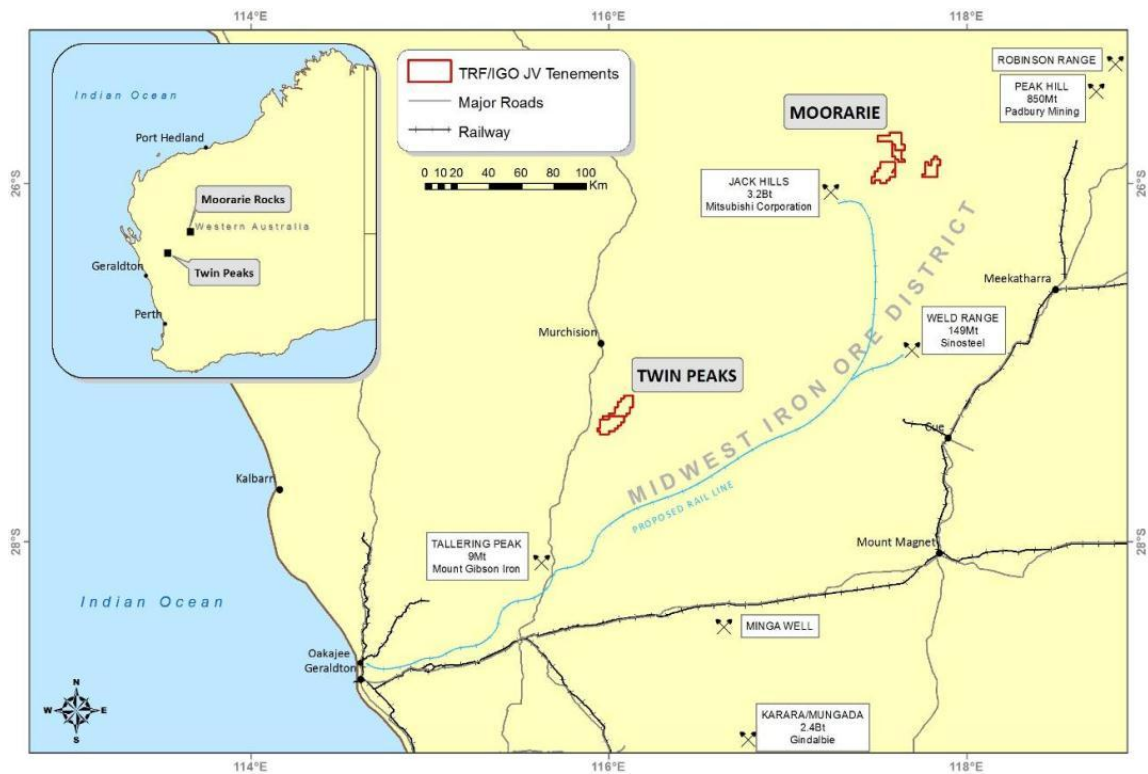 114°E
116°E
118°E
Indian Ocean
Port Hedland
Moorarie Rocks
Western Australia
Twin Peaks
Geraldton
Perth
TRF/IGO JV Tenements
Major Roads
Railway
0 10 20 40 60 80 100
Km
ROBINSON RANGE
PEAK HILL
850Mt
Padbury Mining
MOORARIE
26°S
26°S
JACK HILLS
3.2Bt
Mitsubishi Corporation
Meekatharra
Murchision
WELD RANGE
149Mt
Sinosteel
TWIN PEAKS
MIDWEST IRON ORE DISTRICT
PROPOSED RAIL LINE
Cue
Kalbarri
28°S
28°S
TALLERING PEAK
9Mt
Mount Gibson Iron
Mount Magnet
Indian Ocean
MINGA WELL
Oakajee
Geraldton
N
W
E
S
KARARA/MUNGADA
2.4Bt
Gindalbie
114°E
116°E
118°E